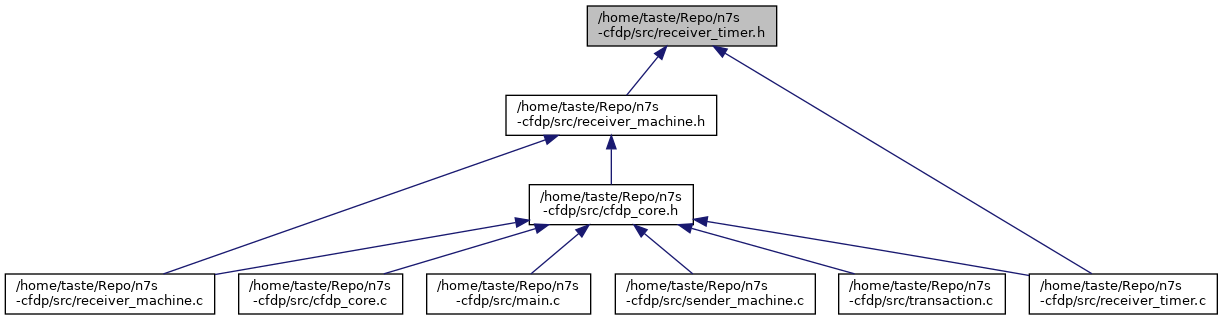 /home/taste/Repo/n7s
-cfdp/src/receiver_timer.h
/home/taste/Repo/n7s
-cfdp/src/receiver_machine.h
/home/taste/Repo/n7s
-cfdp/src/cfdp_core.h
/home/taste/Repo/n7s
-cfdp/src/receiver_machine.c
/home/taste/Repo/n7s
-cfdp/src/cfdp_core.c
/home/taste/Repo/n7s
-cfdp/src/main.c
/home/taste/Repo/n7s
-cfdp/src/sender_machine.c
/home/taste/Repo/n7s
-cfdp/src/transaction.c
/home/taste/Repo/n7s
-cfdp/src/receiver_timer.c